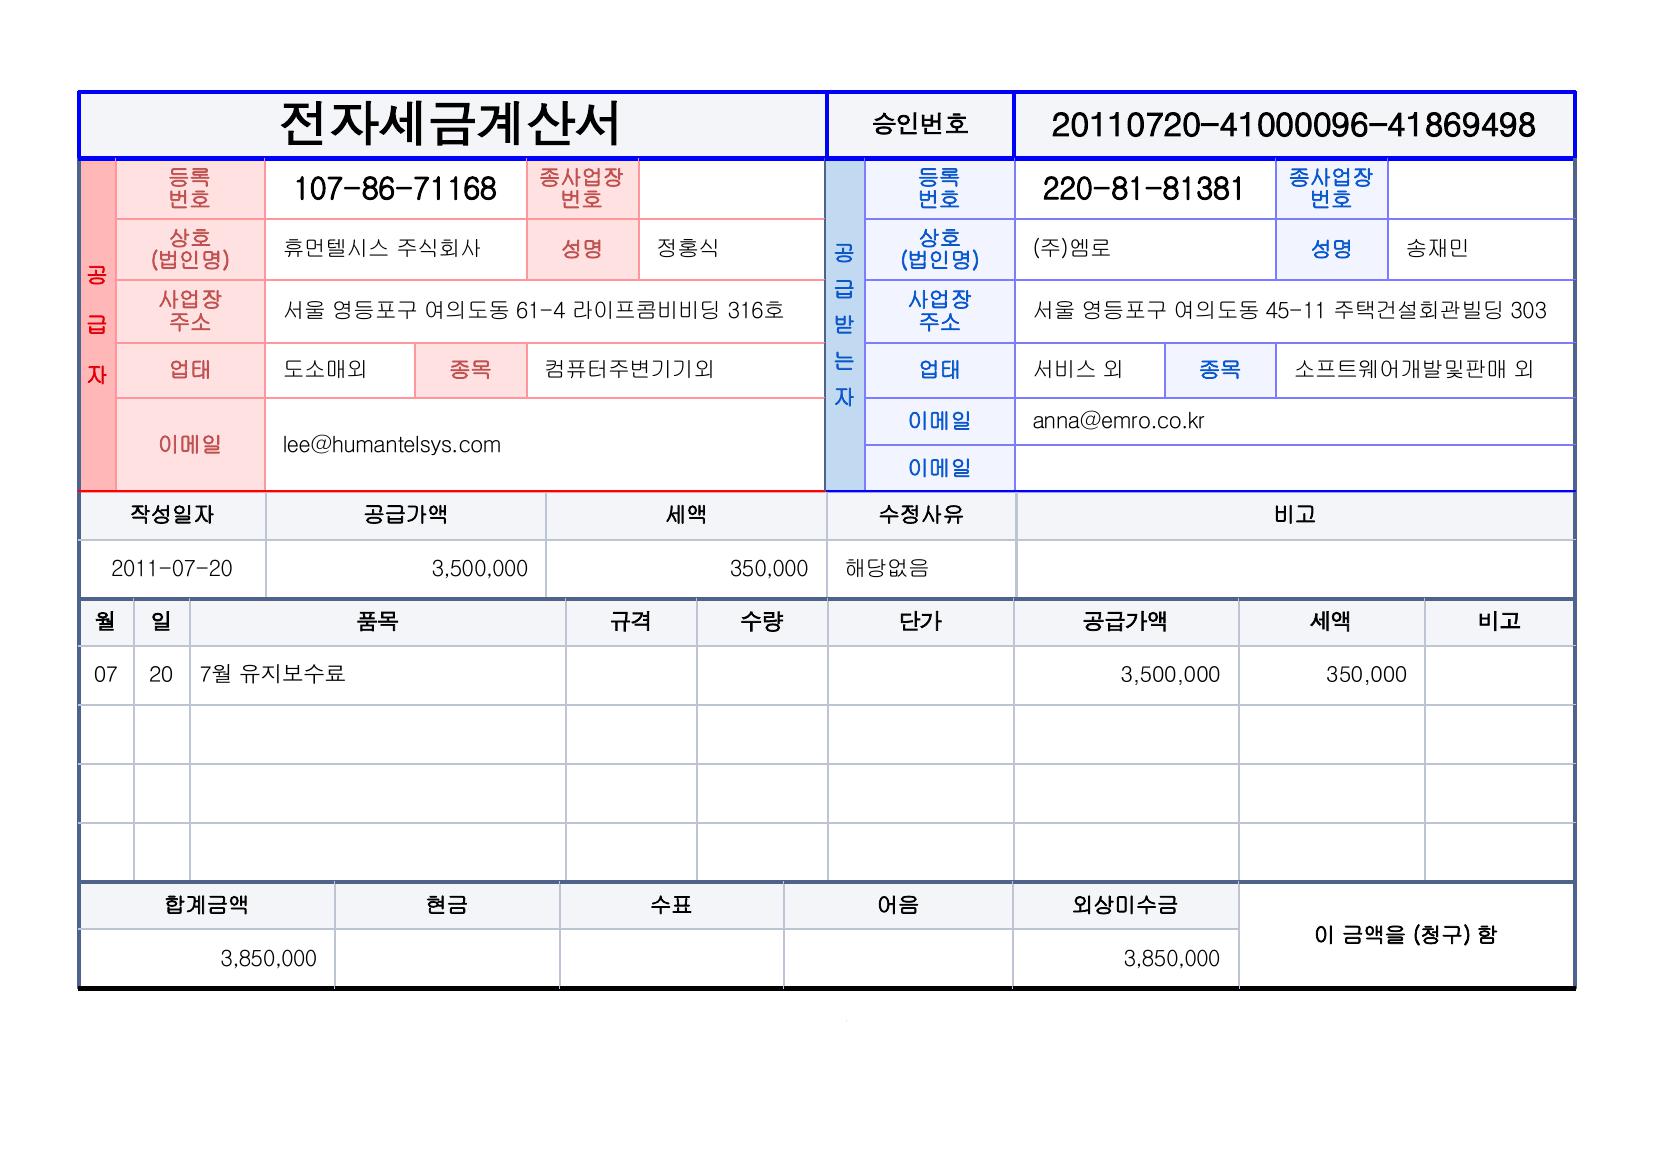 전자세금계산서 승인번호 20110720-41000096-41869498
공급자
등록번호 107-86-71168 종사업장번호
상호(법인명) 휴먼텔시스 주식회사 성명 정홍식
사업장주소 서울 영등포구 여의도동 61-4 라이프콤비비딩 316호
업태 도소매외 종목 컴퓨터주변기기외
이메일 lee@humantelsys.com
공급받는자
등록번호 220-81-81381 종사업장번호
상호(법인명) (주)엠로 성명 송재민
사업장주소 서울 영등포구 여의도동 45-11 주택건설회관빌딩 303
업태 서비스 외 종목 소프트웨어개발및판매 외
이메일 anna@emro.co.kr
이메일
작성일자 공급가액 세액 수정사유 비고
2011-07-20 3,500,000 350,000 해당없음
월 일 품목 규격 수량 단가 공급가액 세액 비고
07 20 7월 유지보수료 3,500,000 350,000
합계금액 현금 수표 어음 외상미수금 이 금액을 (청구) 함
3,850,000 3,850,000